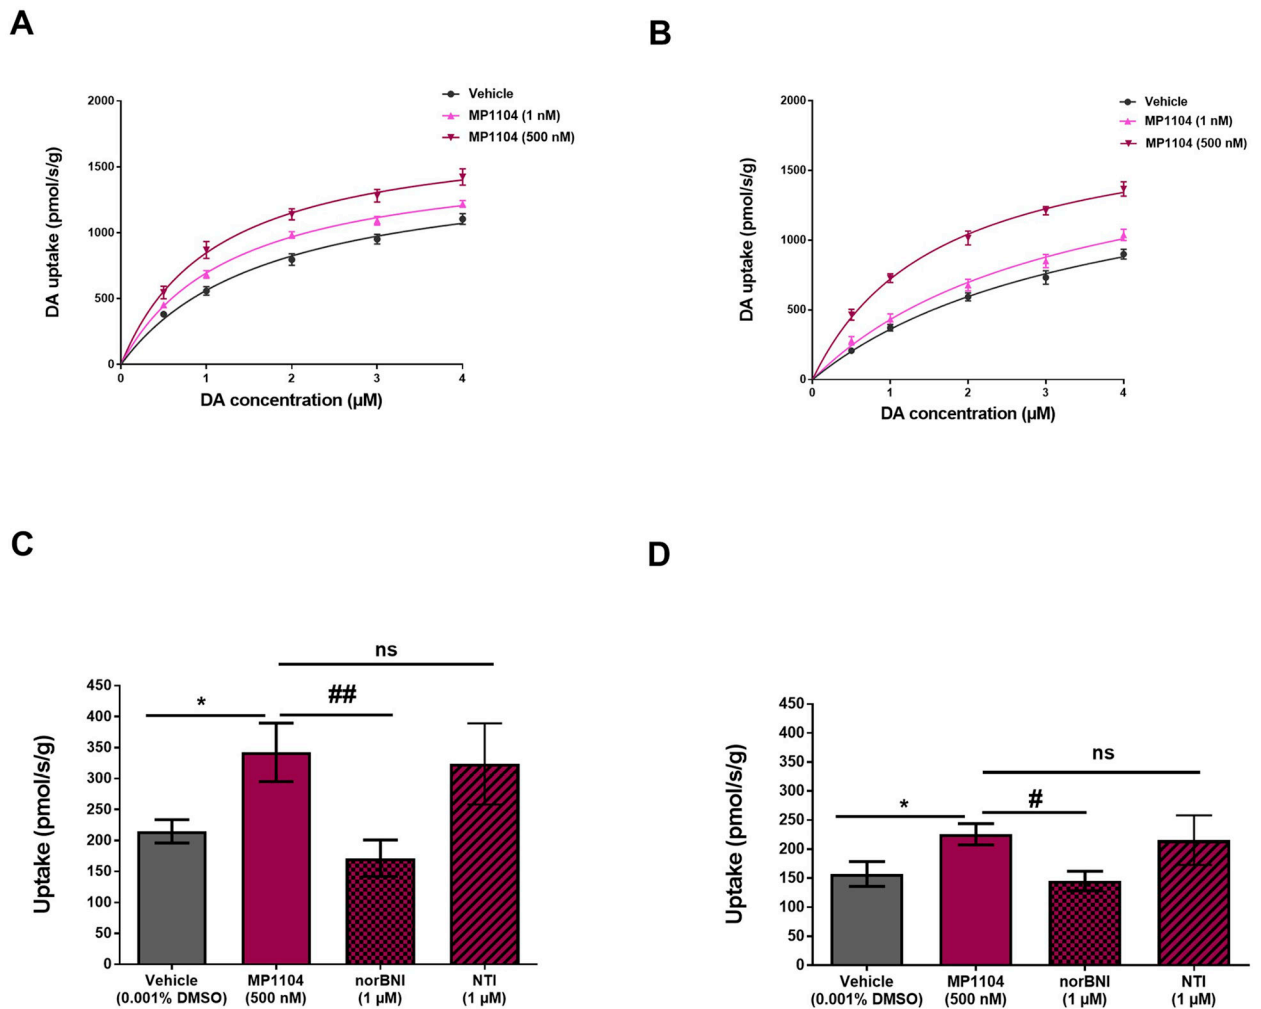 A
Vehicle
MP1104 (1 nM)
MP1104 (500 nM)
2000
1500
1000
500
0
DA uptake (pmol/s/g)
0 1 2 3 4
DA concentration (μM)
B
Vehicle
MP1104 (1 nM)
MP1104 (500 nM)
2000
1500
1000
500
0
DA uptake (pmol/s/g)
0 1 2 3 4
DA concentration (μM)
C
ns
* ##
450
400
350
300
250
200
150
100
50
0
Uptake (pmol/s/g)
Vehicle MP1104 norBNI NTI
(0.001% DMSO) (500 nM) (1 μM) (1 μM)
D
ns
* #
450
400
350
300
250
200
150
100
50
0
Uptake (pmol/s/g)
Vehicle MP1104 norBNI NTI
(0.001% DMSO) (500 nM) (1 μM) (1 μM)